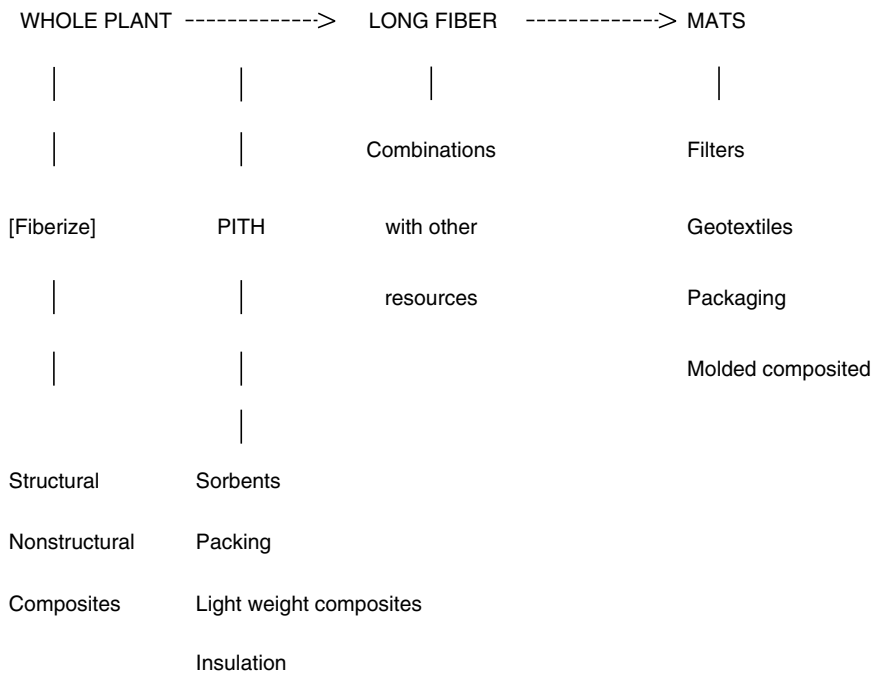 WHOLE PLANT ------------> LONG FIBER ------------> MATS
Combinations Filters
[Fiberize] PITH with other Geotextiles
resources Packaging
Molded composited
Structural Sorbents
Nonstructural Packing
Composites Light weight composites
Insulation